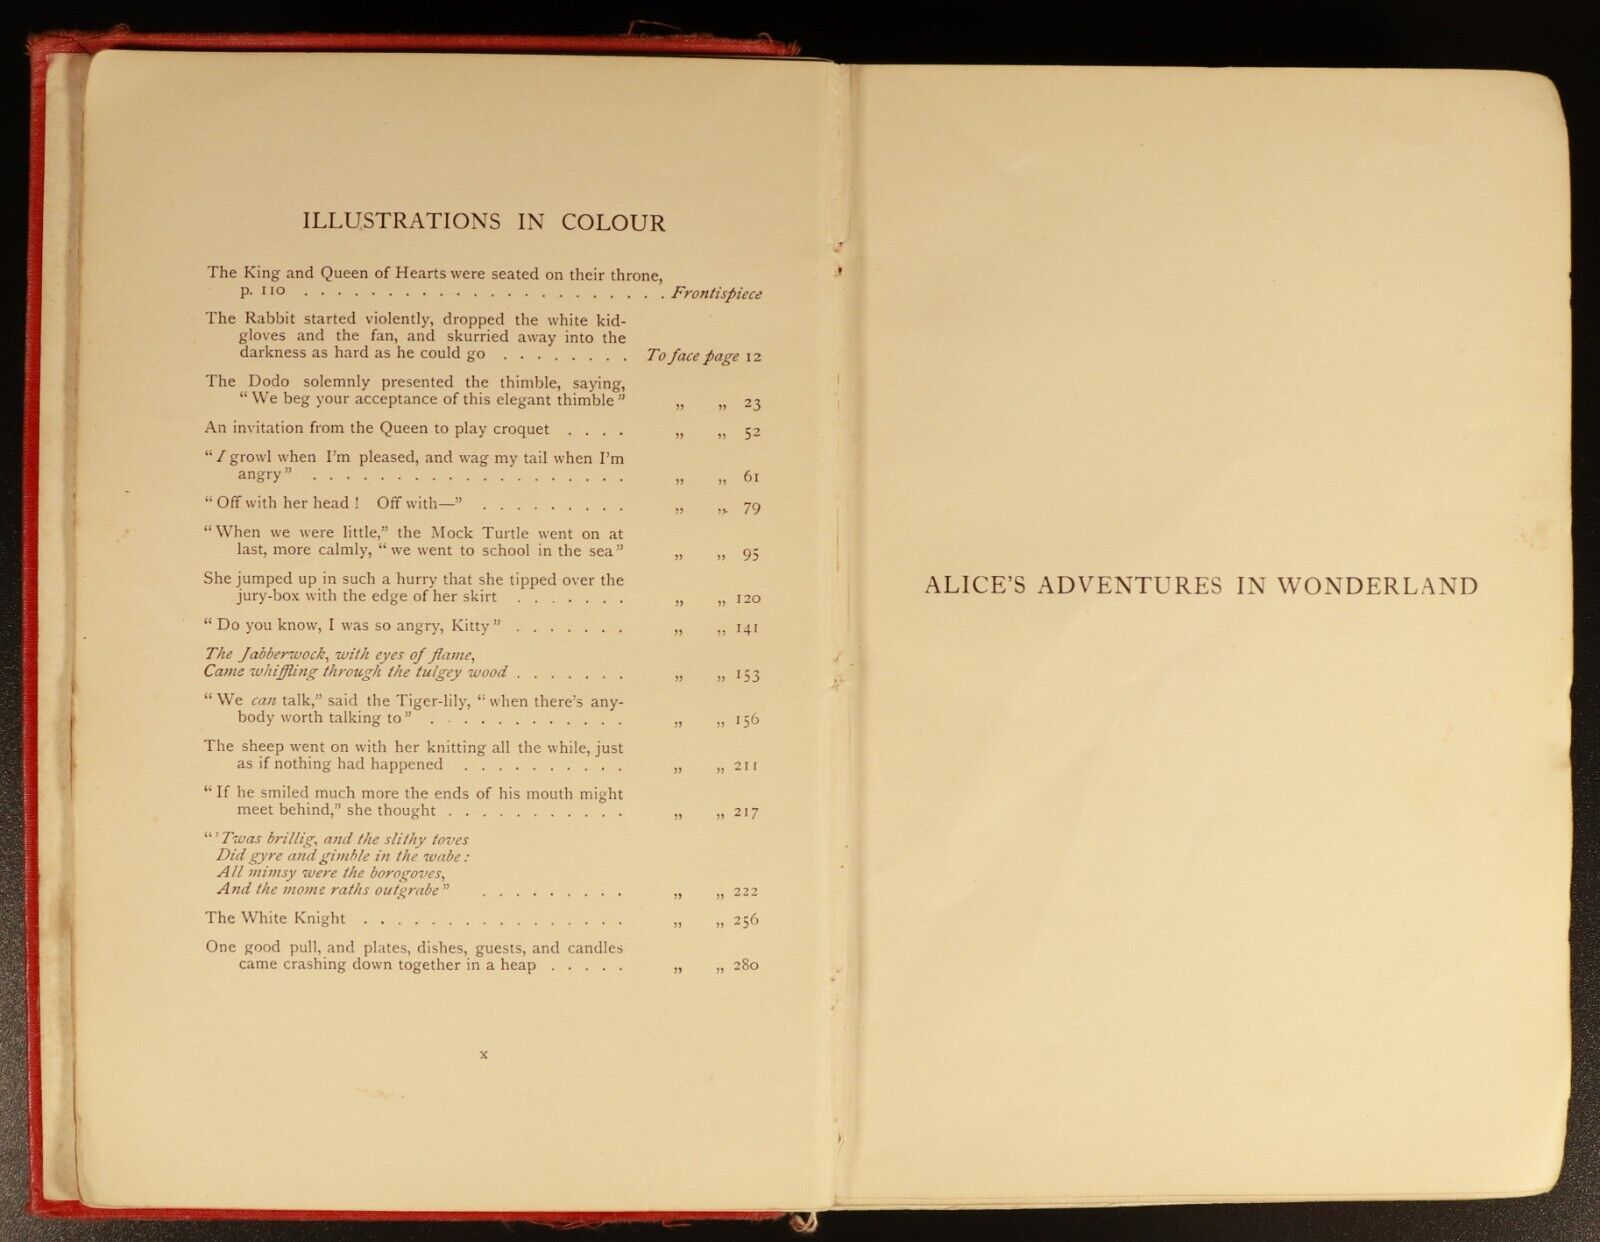 ILLUSTRATIONS IN COLOUR
The King and Queen of Hearts were seated on their throne,
p. 110 . . . . . . . . . . . . . . . . . . . . . . Frontispiece
The Rabbit started violently, dropped the white kid-
gloves and the fan, and skurried away into the
darkness as hard as he could go . . . . . . . . To face page 12
The Dodo solemnly presented the thimble, saying,
“ We beg your acceptance of this elegant thimble ” „ „ 23
An invitation from the Queen to play croquet . . . . „ „ 52
“ I growl when I’m pleased, and wag my tail when I’m
angry ” . . . . . . . . . . . . . . . . . . . „ „ 61
“ Off with her head ! Off with—” . . . . . . . . . „ „ 79
“ When we were little,” the Mock Turtle went on at
last, more calmly, “ we went to school in the sea ” „ „ 95
She jumped up in such a hurry that she tipped over the
jury-box with the edge of her skirt . . . . . . . „ „ 120
“ Do you know, I was so angry, Kitty ” . . . . . . . „ „ 141
The Jabberwock, with eyes of flame,
Came whiffling through the tulgey wood . . . . . . . „ „ 153
“ We can talk,” said the Tiger-lily, “ when there’s any-
body worth talking to ” . . . . . . . . . . . . „ „ 156
The sheep went on with her knitting all the while, just
as if nothing had happened . . . . . . . . . . „ „ 211
“ If he smiled much more the ends of his mouth might
meet behind,” she thought . . . . . . . . . . . „ „ 217
“ ’Twas brillig, and the slithy toves
Did gyre and gimble in the wabe :
All mimsy were the borogoves,
And the mome raths outgrabe ” . . . . . . . . . „ „ 222
The White Knight . . . . . . . . . . . . . . . . „ „ 256
One good pull, and plates, dishes, guests, and candles
came crashing down together in a heap . . . . . „ „ 280
x
ALICE’S ADVENTURES IN WONDERLAND